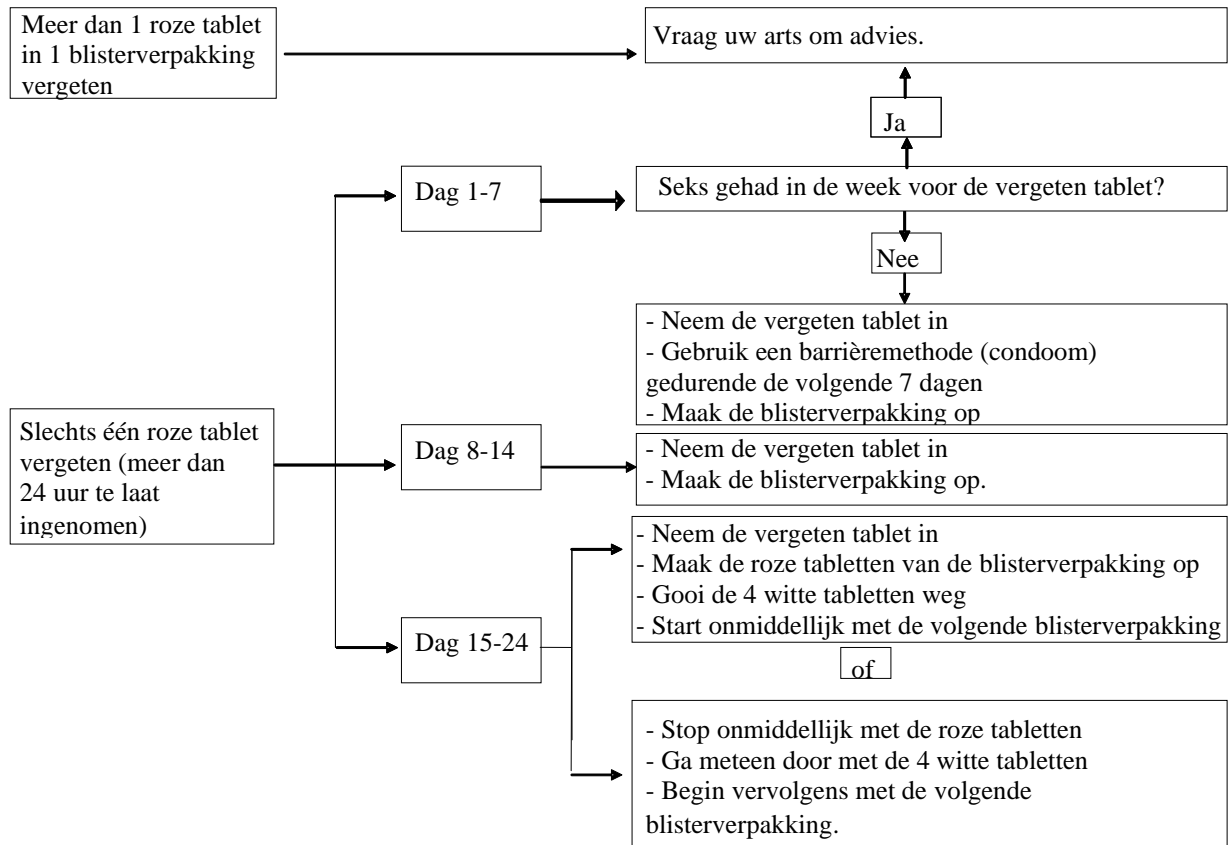 Meer dan 1 roze tablet
in 1 blisterverpakking
vergeten
Vraag uw arts om advies.
Ja
Dag 1-7
Seks gehad in de week voor de vergeten tablet?
Nee
- Neem de vergeten tablet in
- Gebruik een barrièremethode (condoom)
gedurende de volgende 7 dagen
- Maak de blisterverpakking op
Slechts één roze tablet
vergeten (meer dan
24 uur te laat
ingenomen)
Dag 8-14
- Neem de vergeten tablet in
- Maak de blisterverpakking op.
Dag 15-24
- Neem de vergeten tablet in
- Maak de roze tabletten van de blisterverpakking op
- Gooi de 4 witte tabletten weg
- Start onmiddellijk met de volgende blisterverpakking
of
- Stop onmiddellijk met de roze tabletten
- Ga meteen door met de 4 witte tabletten
- Begin vervolgens met de volgende
blisterverpakking.